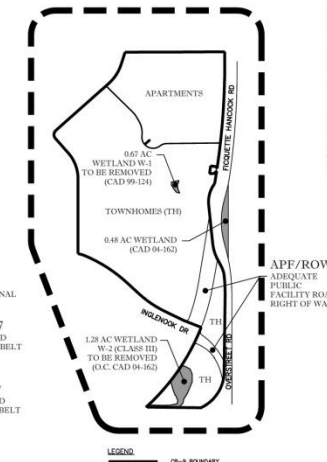 APARTMENTS
FICQUETTE HANCOCK RD
0.67 AC
WETLAND W-1
TO BE REMOVED
(CAD 99-124)
TOWNHOMES (TH)
0.48 AC WETLAND
(CAD 04-162)
APF/ROW
ADEQUATE
PUBLIC
FACILITY
RIGHT OF
TH
INGLENOOK DR
OVERSTREET RD
1.28 AC WETLAND
W-2 (CLASS III)
TO BE REMOVED
(O.C. CAD 04-162)
TH
NAL
7
D
BELT
D
BELT
LEGEND
BOUNDARY